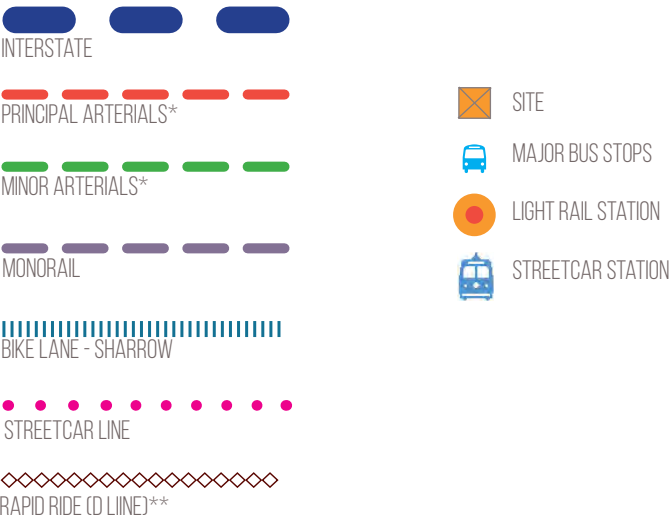 INTERSTATE
PRINCIPAL ARTERIALS*
MINOR ARTERIALS*
MONORAIL
BIKE LANE - SHARROW
STREETCAR LINE
RAPID RIDE (D LIINE)**
SITE
MAJOR BUS STOPS
LIGHT RAIL STATION
STREETCAR STATION